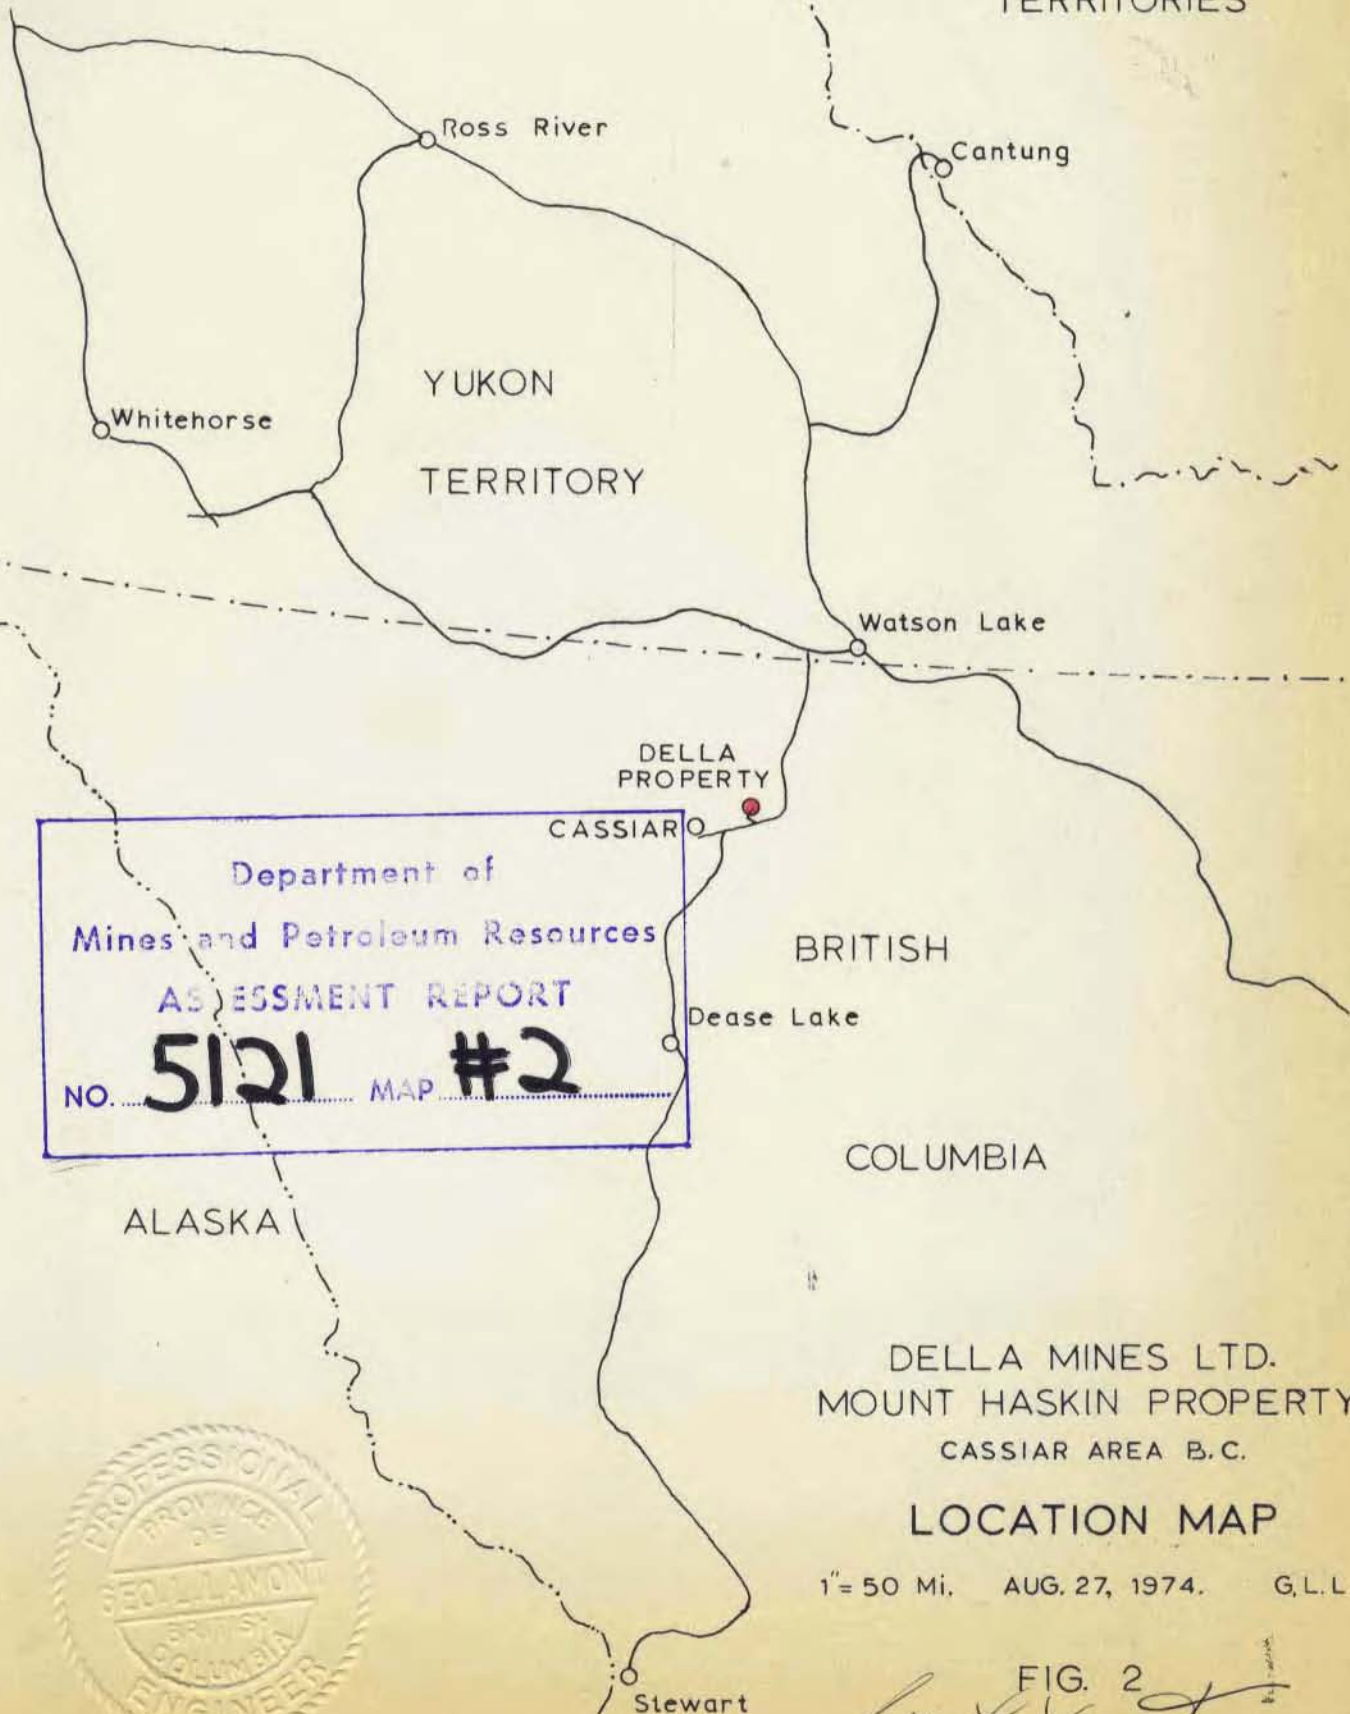 TERRITORIES
Ross River
Cantung
YUKON
TERRITORY
Whitehorse
Watson Lake
DELLA
PROPERTY
CASSIAR
Department of
Mines and Petroleum Resources
ASSESSMENT REPORT
NO. 5121 MAP #2
BRITISH
Dease Lake
COLUMBIA
ALASKA
DELLA MINES LTD.
MOUNT HASKIN PROPERTY
CASSIAR AREA B.C.
LOCATION MAP
1"= 50 Mi. AUG. 27, 1974. G.L.L
FIG. 2
Stewart
PROFESSIONAL
PROVINCE
OF
LAMONT
BRITISH
COLUMBIA
ENGINEER